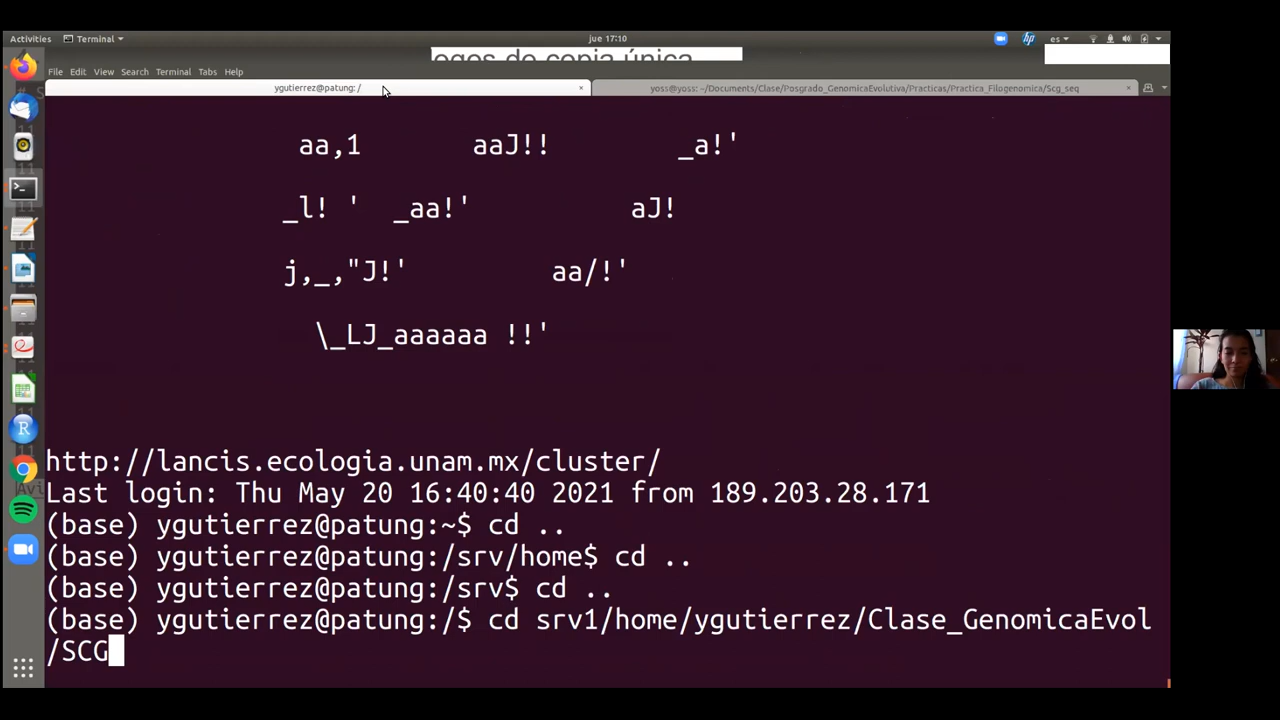 Activities Terminal jue 17:10 es
ogos de copia única
File Edit View Search Terminal Tabs Help
ygutierrez@patung: / × yoss@yoss: ~/Documents/Clase/Posgrado_GenomicaEvolutiva/Practicas/Practica_Filogenomica/Scg_seq ×
aa,1 aaJ!! _a!'
_l! ' _aa!' aJ!
j,_,"J!' aa/!'
\_LJ_aaaaaa !!'
http://lancis.ecologia.unam.mx/cluster/
Last login: Thu May 20 16:40:40 2021 from 189.203.28.171
(base) ygutierrez@patung:~$ cd ..
(base) ygutierrez@patung:/srv/home$ cd ..
(base) ygutierrez@patung:/srv$ cd ..
(base) ygutierrez@patung:/$ cd srv1/home/ygutierrez/Clase_GenomicaEvol
/SCG